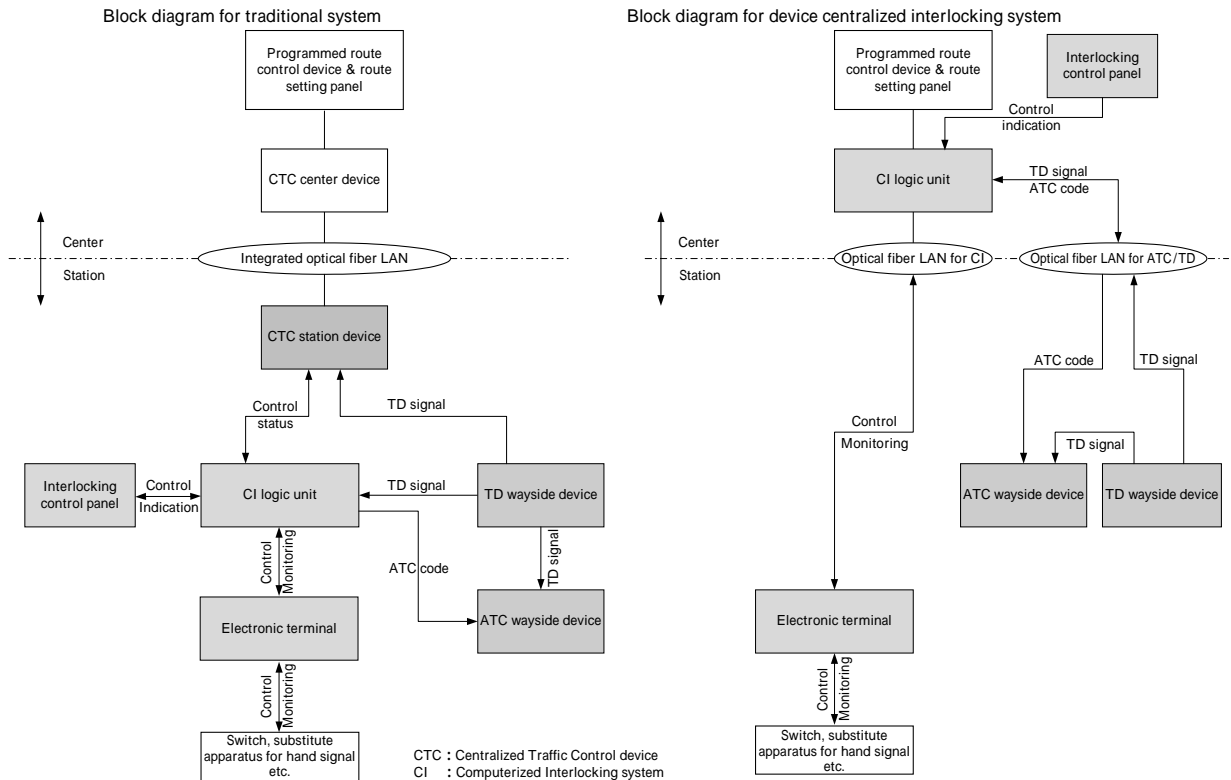 Block diagram for traditional system
Programmed route
control device & route
setting panel
CTC center device
Center
Station
Integrated optical fiber LAN
CTC station device
Control
status
TD signal
Interlocking
control panel
Control
Indication
CI logic unit
TD signal
TD wayside device
Control
Monitoring
ATC code
TD signal
Electronic terminal
ATC wayside device
Control
Monitoring
Switch, substitute
apparatus for hand signal
etc.
CTC : Centralized Traffic Control device
CI : Computerized Interlocking system
Block diagram for device centralized interlocking system
Programmed route
control device & route
setting panel
Interlocking
control panel
Control
indication
CI logic unit
TD signal
ATC code
Center
Station
Optical fiber LAN for CI
Optical fiber LAN for ATC/TD
ATC code
TD signal
Control
Monitoring
TD signal
ATC wayside device
TD wayside device
Electronic terminal
Control
Monitoring
Switch, substitute
apparatus for hand signal
etc.